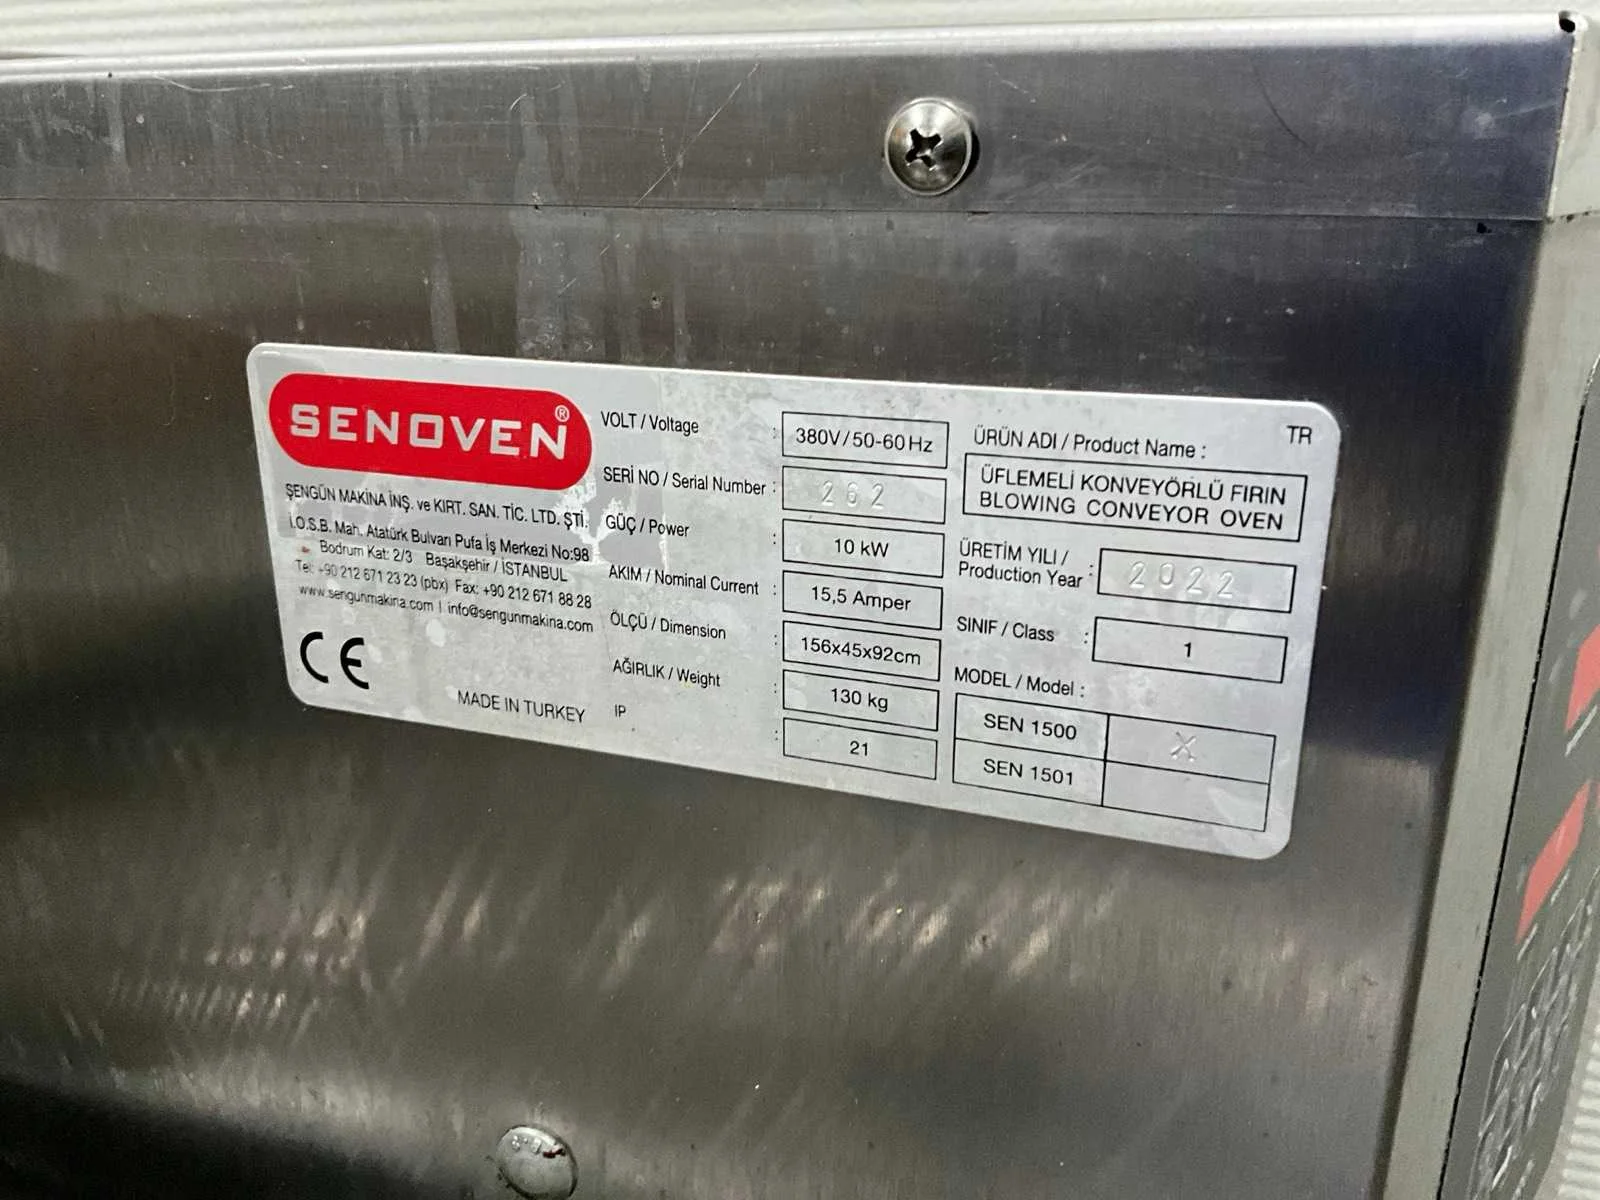 SENOVEN®
ŞENGÜN MAKİNA İNŞ. ve KIRT. SAN. TİC. LTD. ŞTİ.
İ.O.S.B. Mah. Atatürk Bulvarı Pufa İş Merkezi No:98
Bodrum Kat: 2/3 Başakşehir / İSTANBUL
Tel: +90 212 671 23 23 (pbx) Fax: +90 212 671 88 28
www.sengunmakina.com | info@sengunmakina.com
CE
MADE IN TURKEY
VOLT / Voltage : 380V/50-60Hz
SERİ NO / Serial Number : 262
GÜÇ / Power : 10 kW
AKIM / Nominal Current : 15,5 Amper
ÖLÇÜ / Dimension : 156x45x92cm
AĞIRLIK / Weight : 130 kg
IP : 21
TR
ÜRÜN ADI / Product Name :
ÜFLEMELİ KONVEYÖRLÜ FIRIN
BLOWING CONVEYOR OVEN
ÜRETİM YILI /
Production Year : 2022
SINIF / Class : 1
MODEL / Model :
SEN 1500 X
SEN 1501